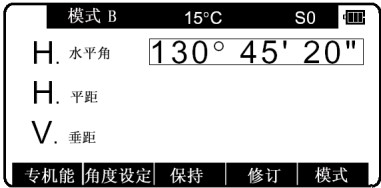 模式 B 15°C S0
H. 水平角 130° 45' 20"
H. 平距
V. 垂距
专机能 角度设定 保持 修订 模式